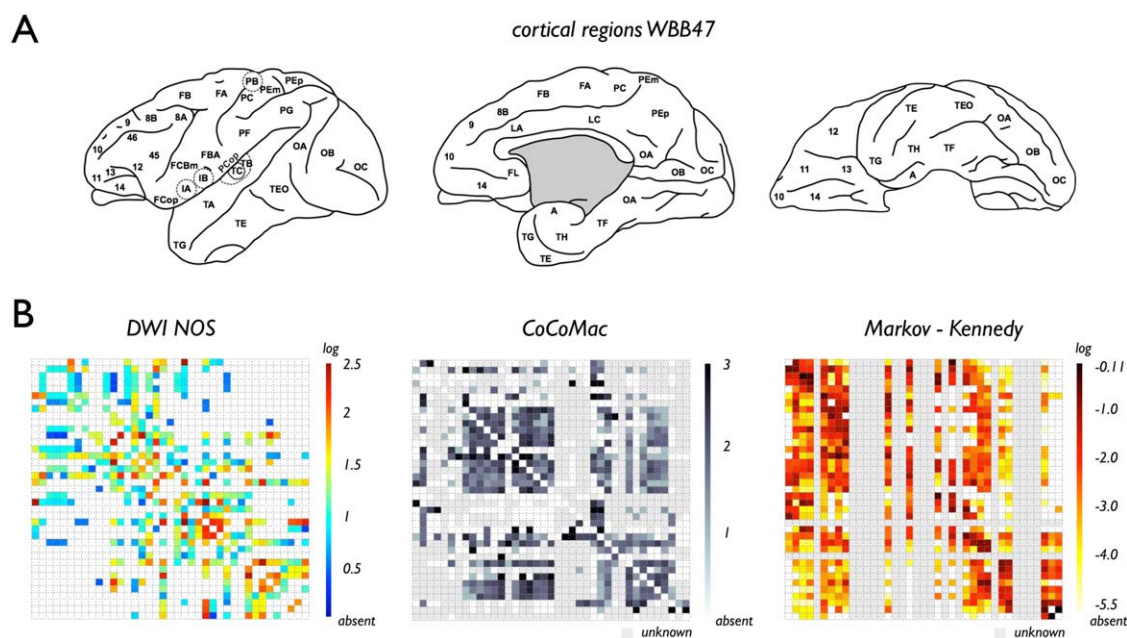 A
cortical regions WBB47
PB
PEp
FA
PEm
FB
PC
PG
8B
8A
9
46
PF
OA
10
45
FBA
PCop
TB
OB
12
FCBm
TC
OC
13
IB
11
14
IA
TEO
FCop
TA
TE
TG
FB
FA
PC
PEm
8B
9
PEp
LA
LC
10
OA
FL
OB
OC
14
A
OA
TG
TH
TF
TE
TE
TEO
12
OA
TH
TF
OB
TG
11
13
A
OC
10
14
B
DWI NOS
CoCoMac
Markov - Kennedy
log
2.5
2
1.5
1
0.5
absent
3
2
1
absent
unknown
log
-0.11
-1.0
-2.0
-3.0
-4.0
-5.5
absent
unknown